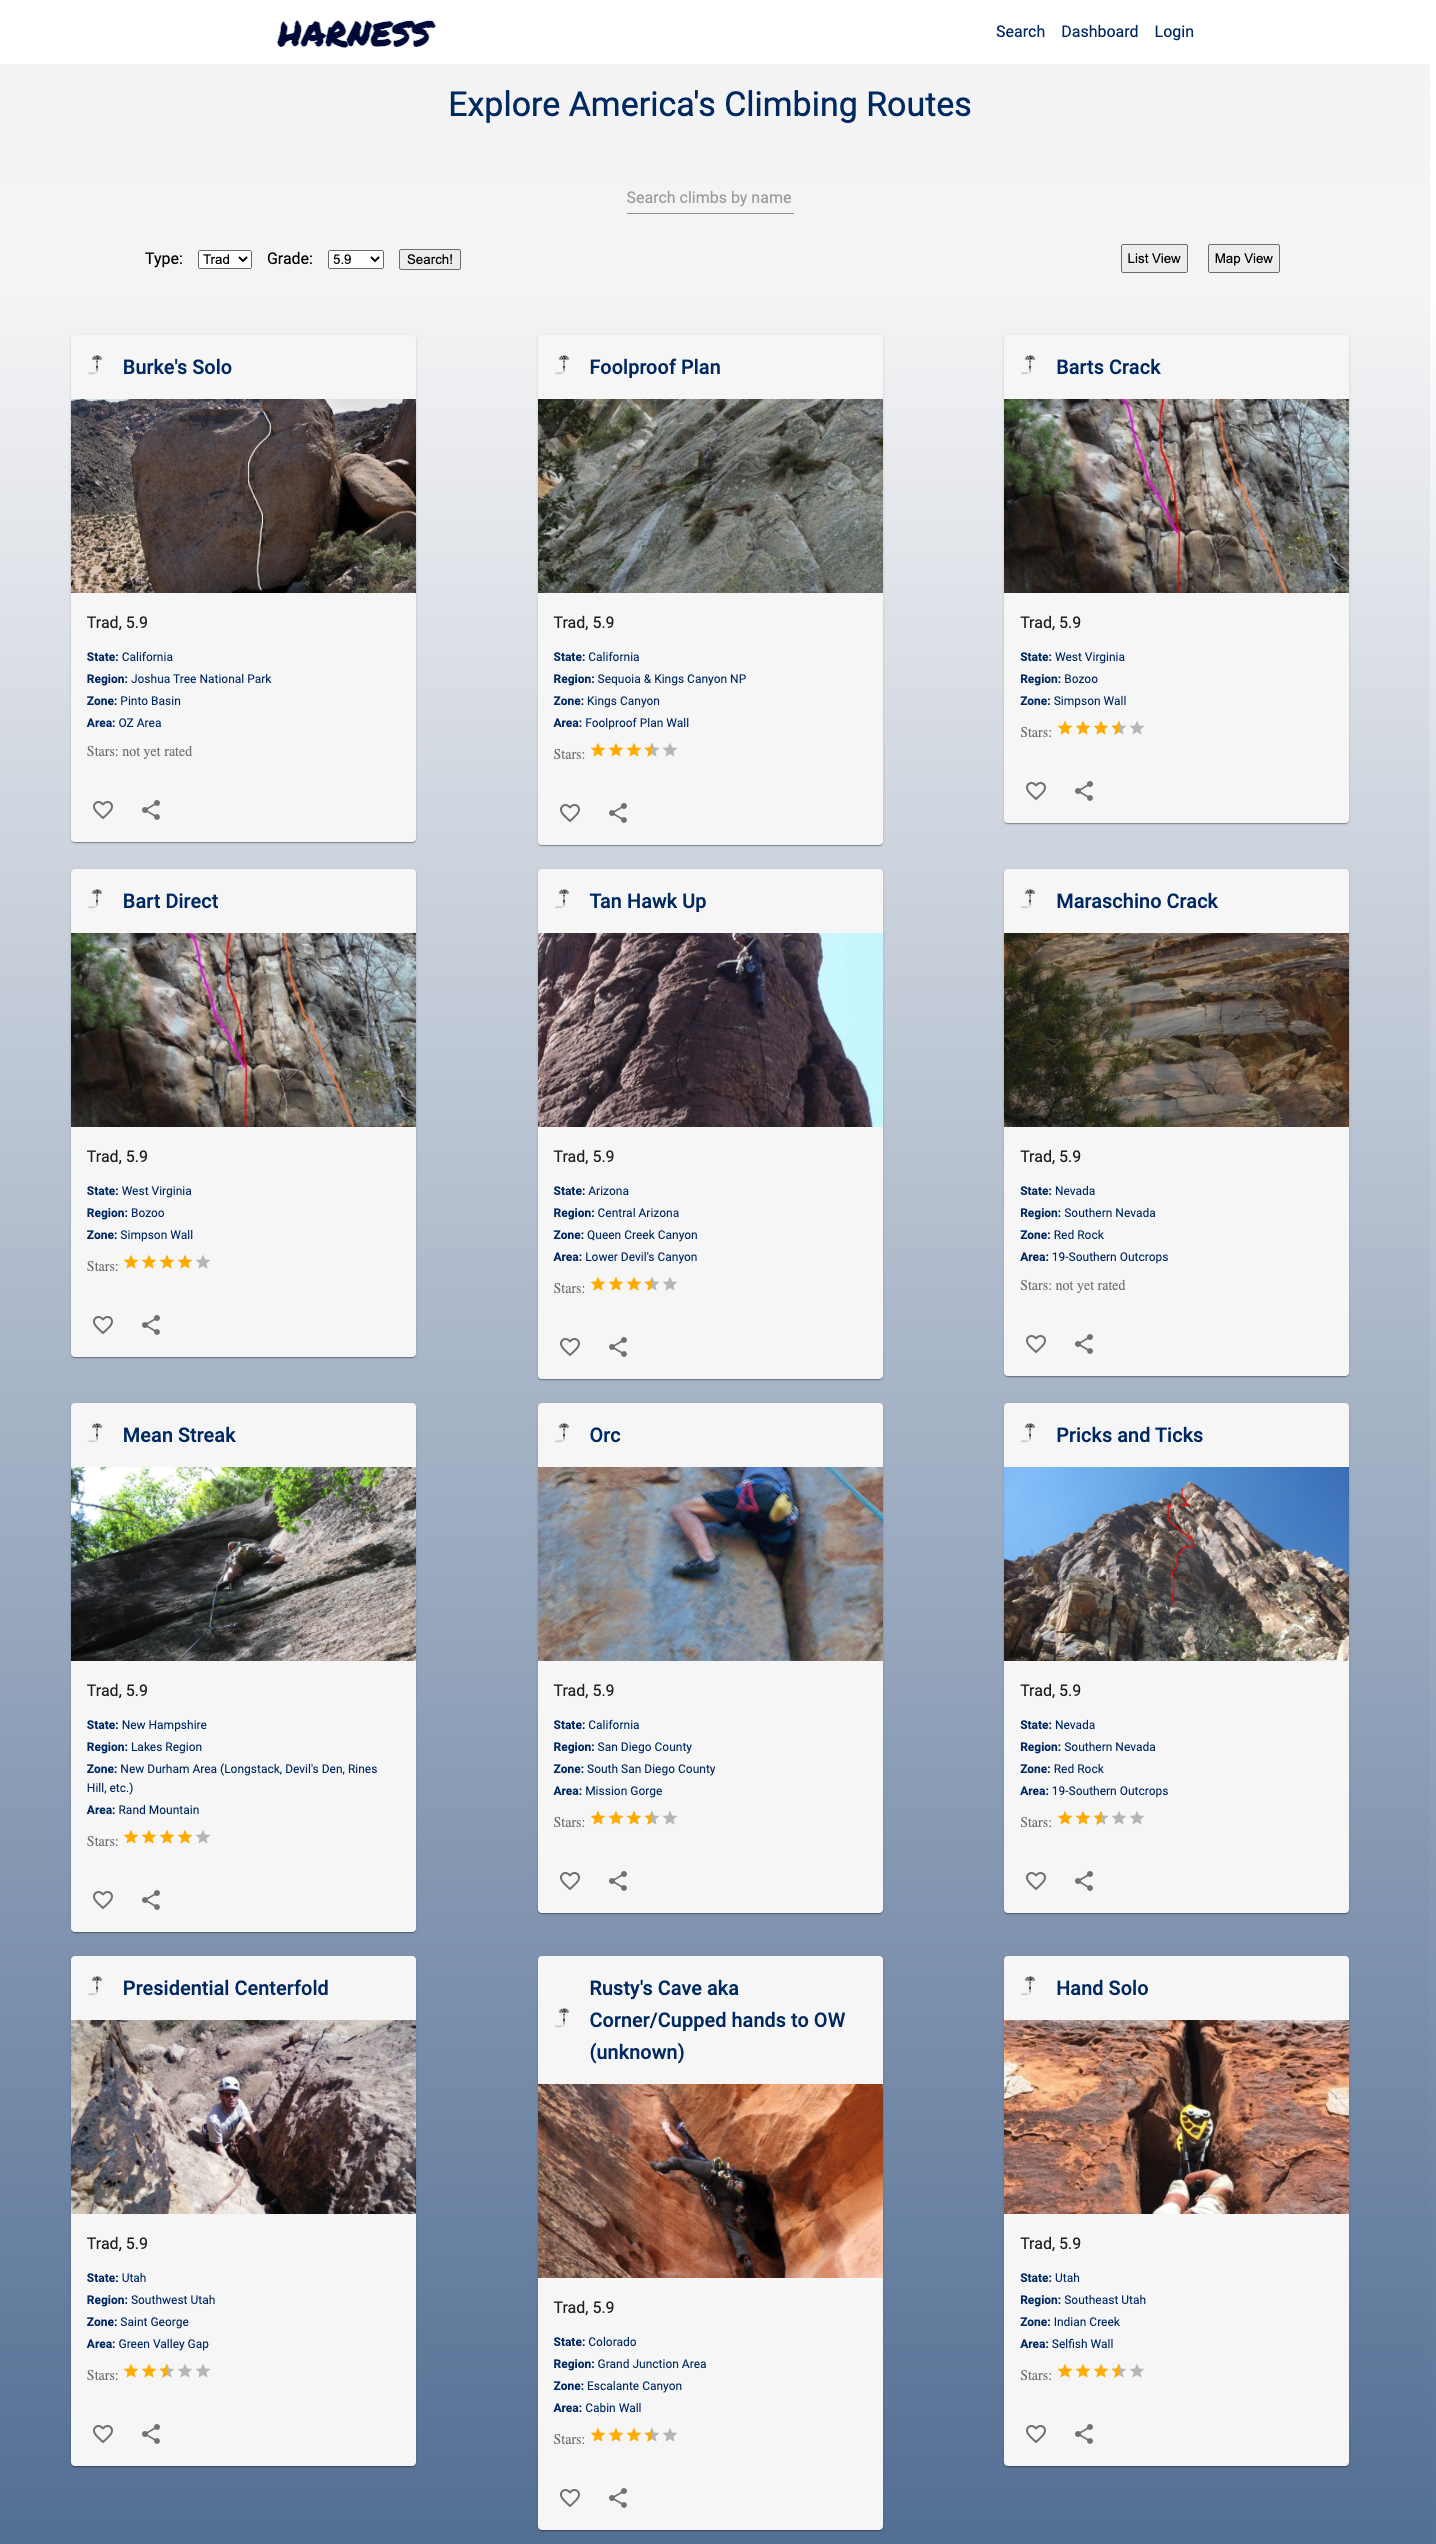 HARNESS
Search Dashboard Login
Explore America's Climbing Routes
Search climbs by name
Type: Trad Grade: 5.9 Search! List View Map View
Burke's Solo
Trad, 5.9
State: California
Region: Joshua Tree National Park
Zone: Pinto Basin
Area: OZ Area
Stars: not yet rated
Foolproof Plan
Trad, 5.9
State: California
Region: Sequoia & Kings Canyon NP
Zone: Kings Canyon
Area: Foolproof Plan Wall
Stars:
Barts Crack
Trad, 5.9
State: West Virginia
Region: Bozoo
Zone: Simpson Wall
Stars:
Bart Direct
Trad, 5.9
State: West Virginia
Region: Bozoo
Zone: Simpson Wall
Stars:
Tan Hawk Up
Trad, 5.9
State: Arizona
Region: Central Arizona
Zone: Queen Creek Canyon
Area: Lower Devil's Canyon
Stars:
Maraschino Crack
Trad, 5.9
State: Nevada
Region: Southern Nevada
Zone: Red Rock
Area: 19-Southern Outcrops
Stars: not yet rated
Mean Streak
Trad, 5.9
State: New Hampshire
Region: Lakes Region
Zone: New Durham Area (Longstack, Devil's Den, Rines
Hill, etc.)
Area: Rand Mountain
Stars:
Orc
Trad, 5.9
State: California
Region: San Diego County
Zone: South San Diego County
Area: Mission Gorge
Stars:
Pricks and Ticks
Trad, 5.9
State: Nevada
Region: Southern Nevada
Zone: Red Rock
Area: 19-Southern Outcrops
Stars:
Presidential Centerfold
Trad, 5.9
State: Utah
Region: Southwest Utah
Zone: Saint George
Area: Green Valley Gap
Stars:
Rusty's Cave aka
Corner/Cupped hands to OW
(unknown)
Trad, 5.9
State: Colorado
Region: Grand Junction Area
Zone: Escalante Canyon
Area: Cabin Wall
Stars:
Hand Solo
Trad, 5.9
State: Utah
Region: Southeast Utah
Zone: Indian Creek
Area: Selfish Wall
Stars: